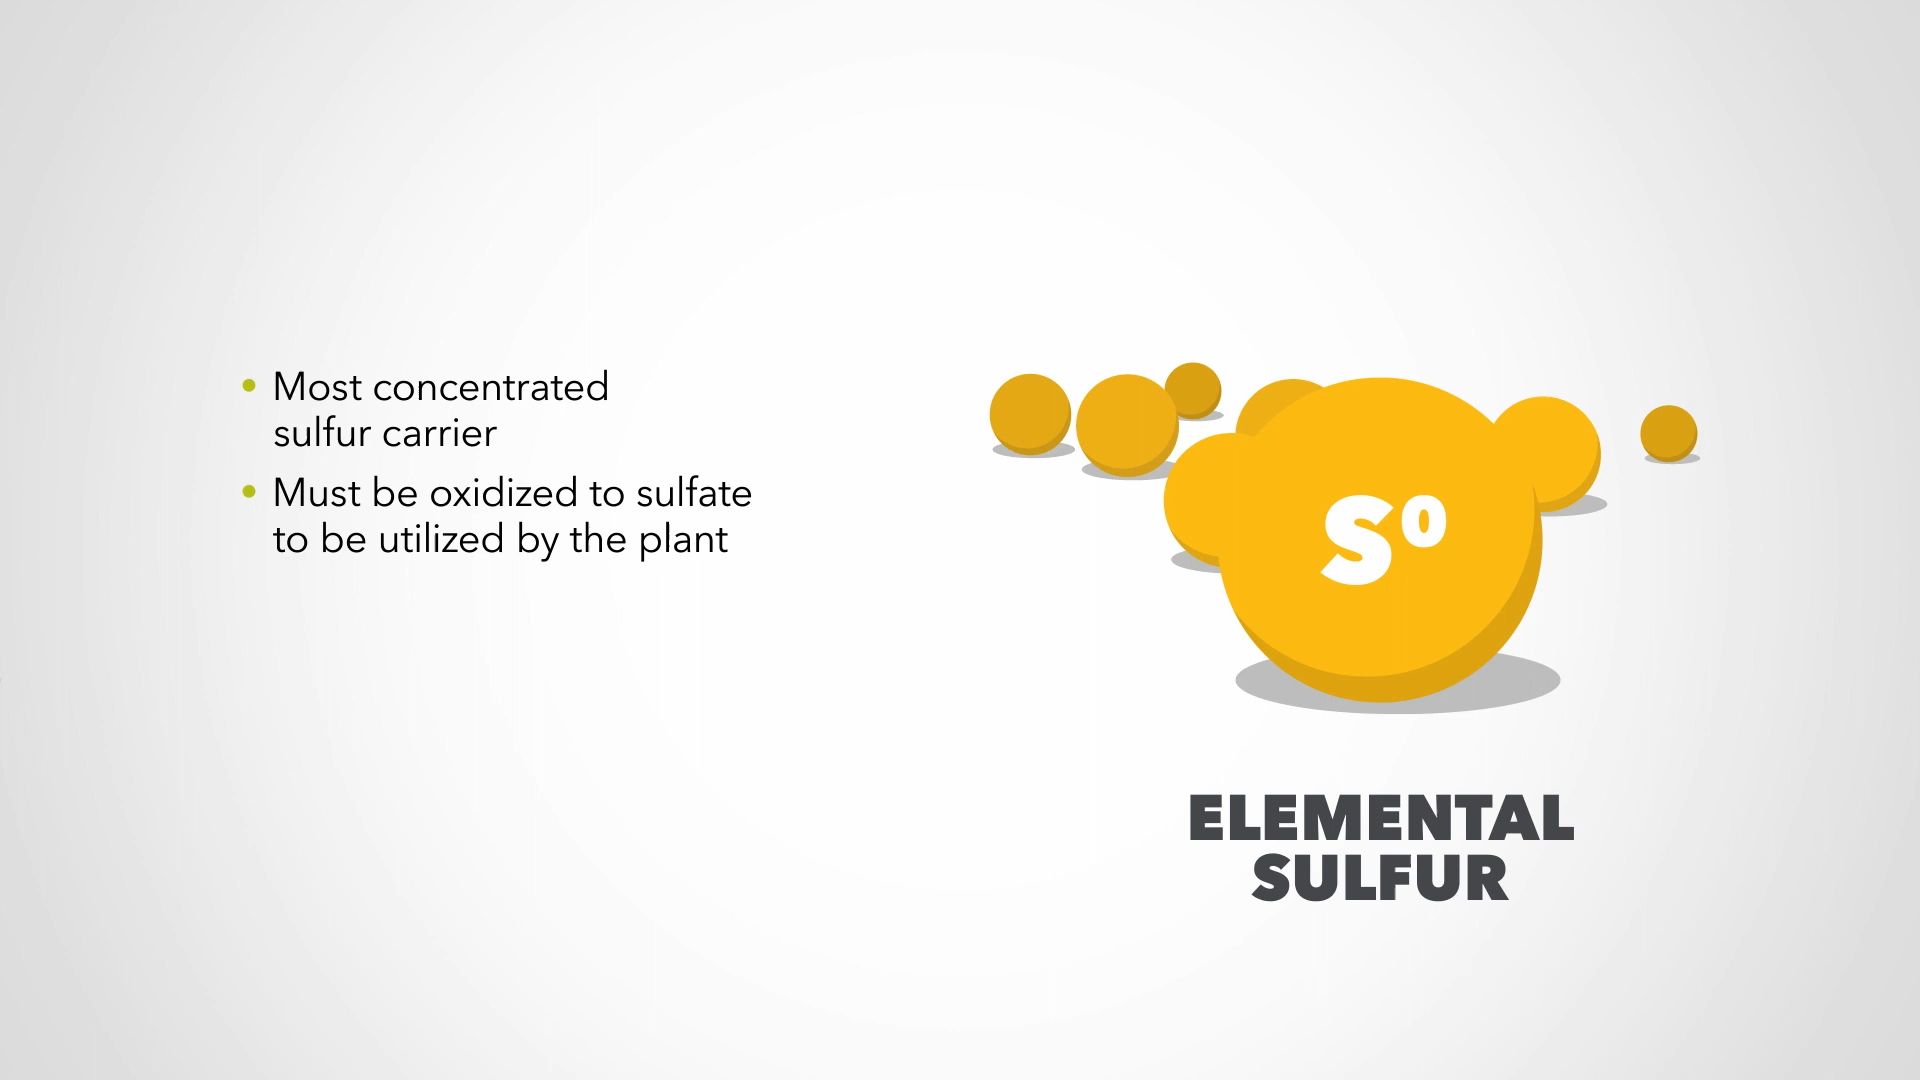 • Most concentrated
sulfur carrier
• Must be oxidized to sulfate
to be utilized by the plant
S⁰
ELEMENTAL
SULFUR